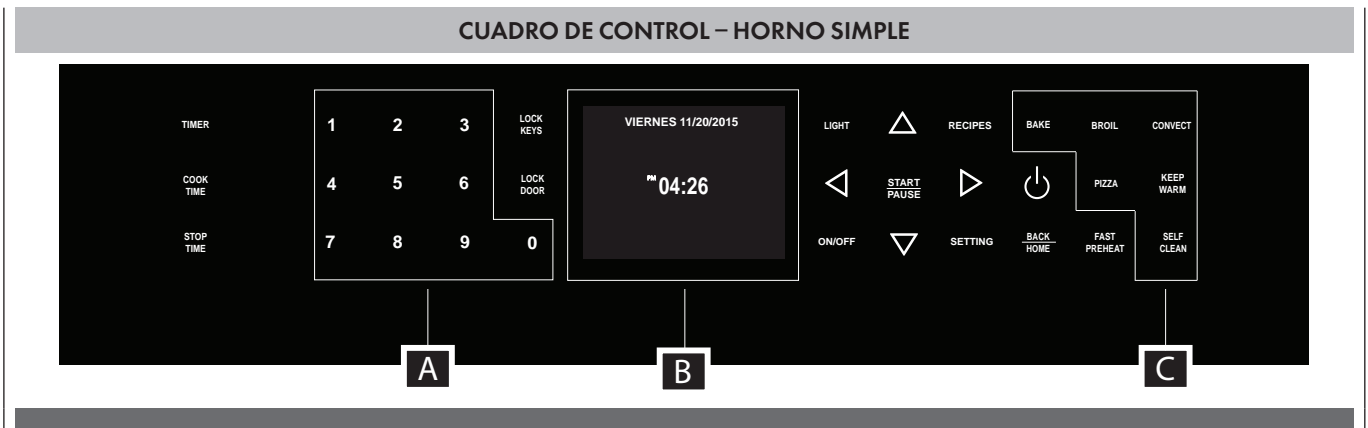 CUADRO DE CONTROL – HORNO SIMPLE
TIMER
COOK
TIME
STOP
TIME
1 2 3
4 5 6
7 8 9 0
LOCK
KEYS
LOCK
DOOR
VIERNES 11/20/2015
PM 04:26
LIGHT
RECIPES
START
PAUSE
ON/OFF
SETTING
BACK
HOME
FAST
PREHEAT
BAKE
BROIL
CONVECT
PIZZA
KEEP
WARM
SELF
CLEAN
A
B
C